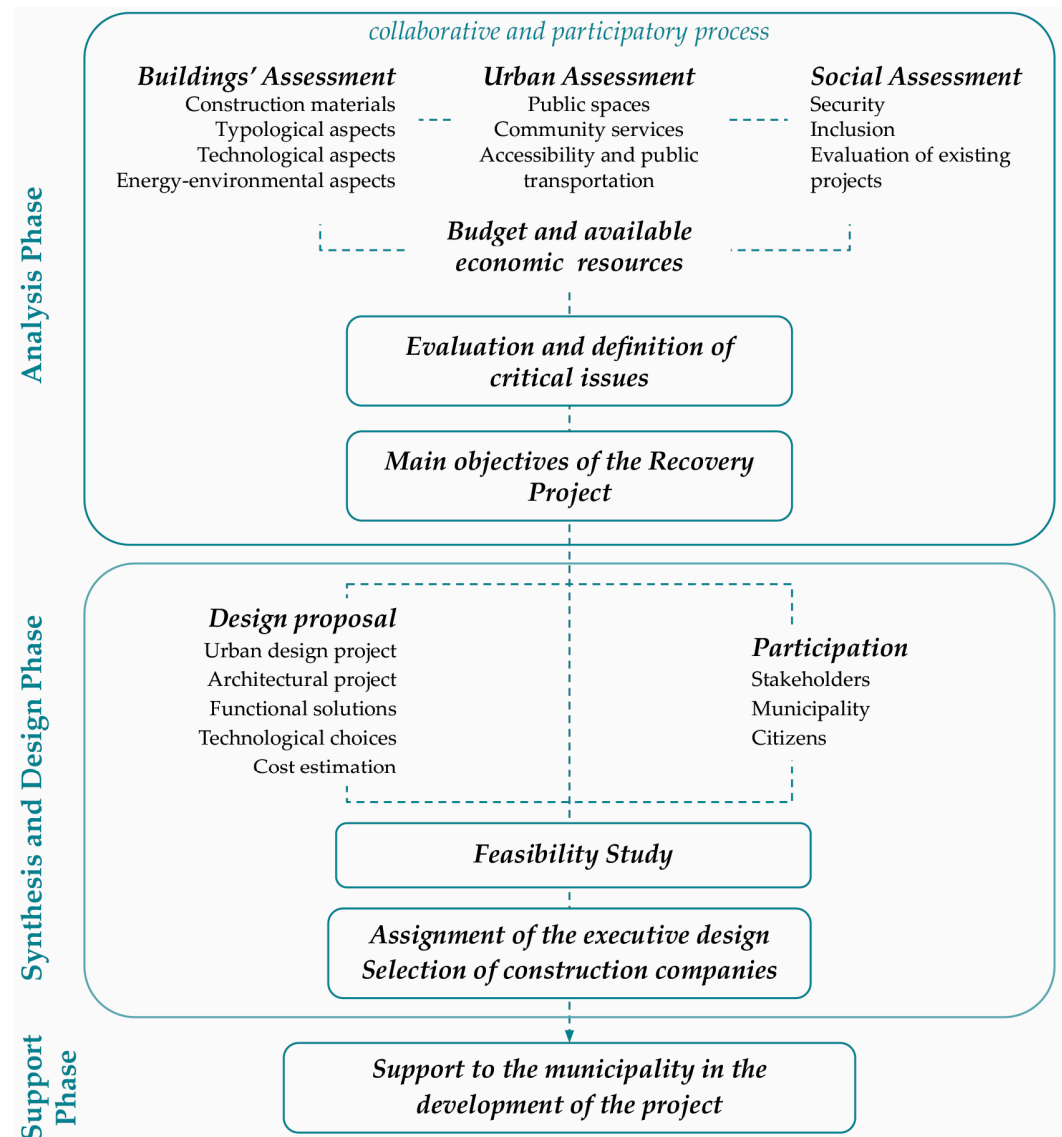 collaborative and participatory process
Analysis Phase
Buildings’ Assessment
Construction materials
Typological aspects
Technological aspects
Energy-environmental aspects
Urban Assessment
Public spaces
Community services
Accessibility and public
transportation
Social Assessment
Security
Inclusion
Evaluation of existing
projects
Budget and available
economic resources
Evaluation and definition of
critical issues
Main objectives of the Recovery
Project
Synthesis and Design Phase
Design proposal
Urban design project
Architectural project
Functional solutions
Technological choices
Cost estimation
Participation
Stakeholders
Municipality
Citizens
Feasibility Study
Assignment of the executive design
Selection of construction companies
Support
Phase
Support to the municipality in the
development of the project